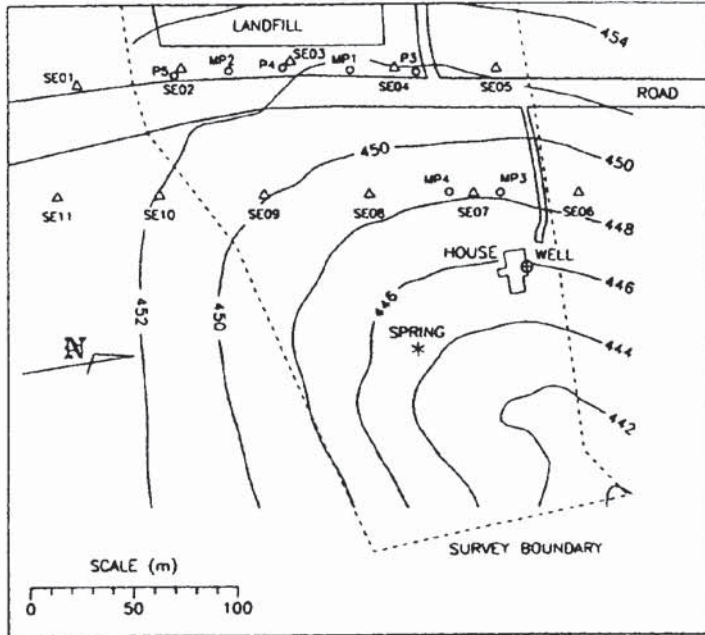 LANDFILL
454
SE01
P5
SE02
MP2
P4
SE03
MP1
SE04
P3
SE05
ROAD
450
450
MP4
MP3
SE11
SE10
SE09
SE08
SE07
SE06
448
HOUSE
WELL
446
446
452
450
SPRING
444
N
442
SCALE (m)
0 50 100
SURVEY BOUNDARY